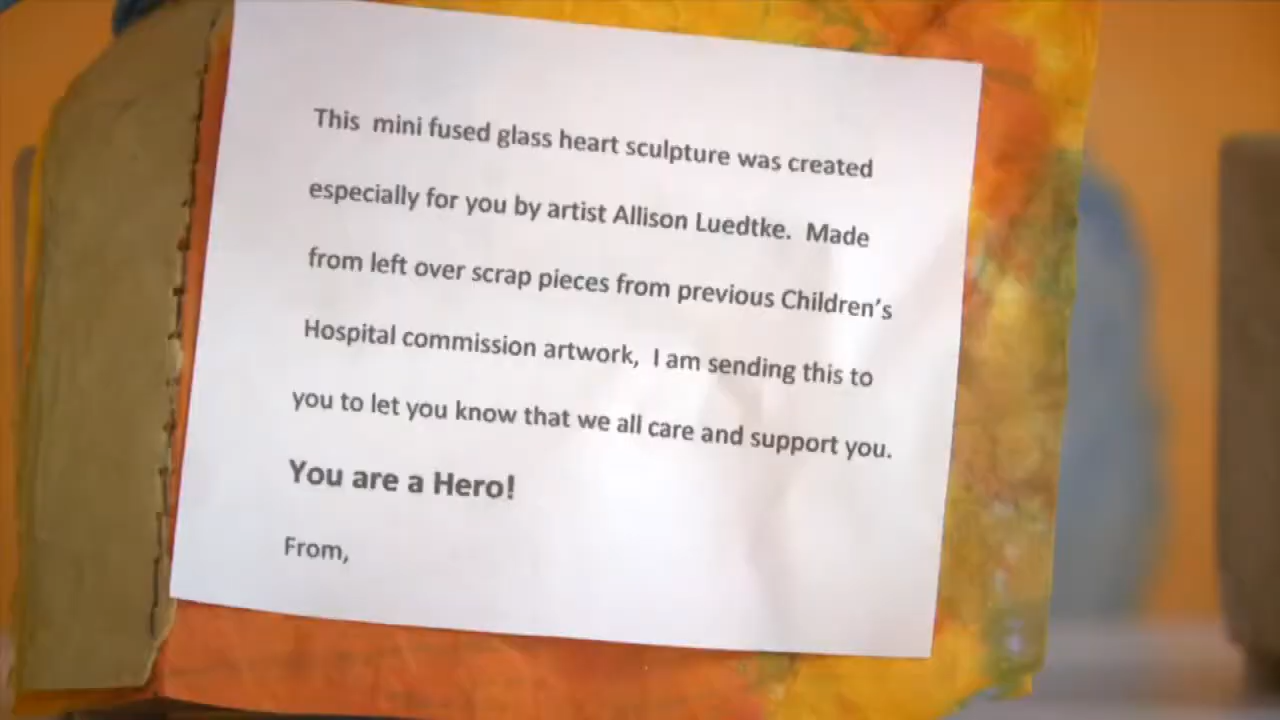 This mini fused glass heart sculpture was created
especially for you by artist Allison Luedtke. Made
from left over scrap pieces from previous Children's
Hospital commission artwork, I am sending this to
you to let you know that we all care and support you.
You are a Hero!
From,